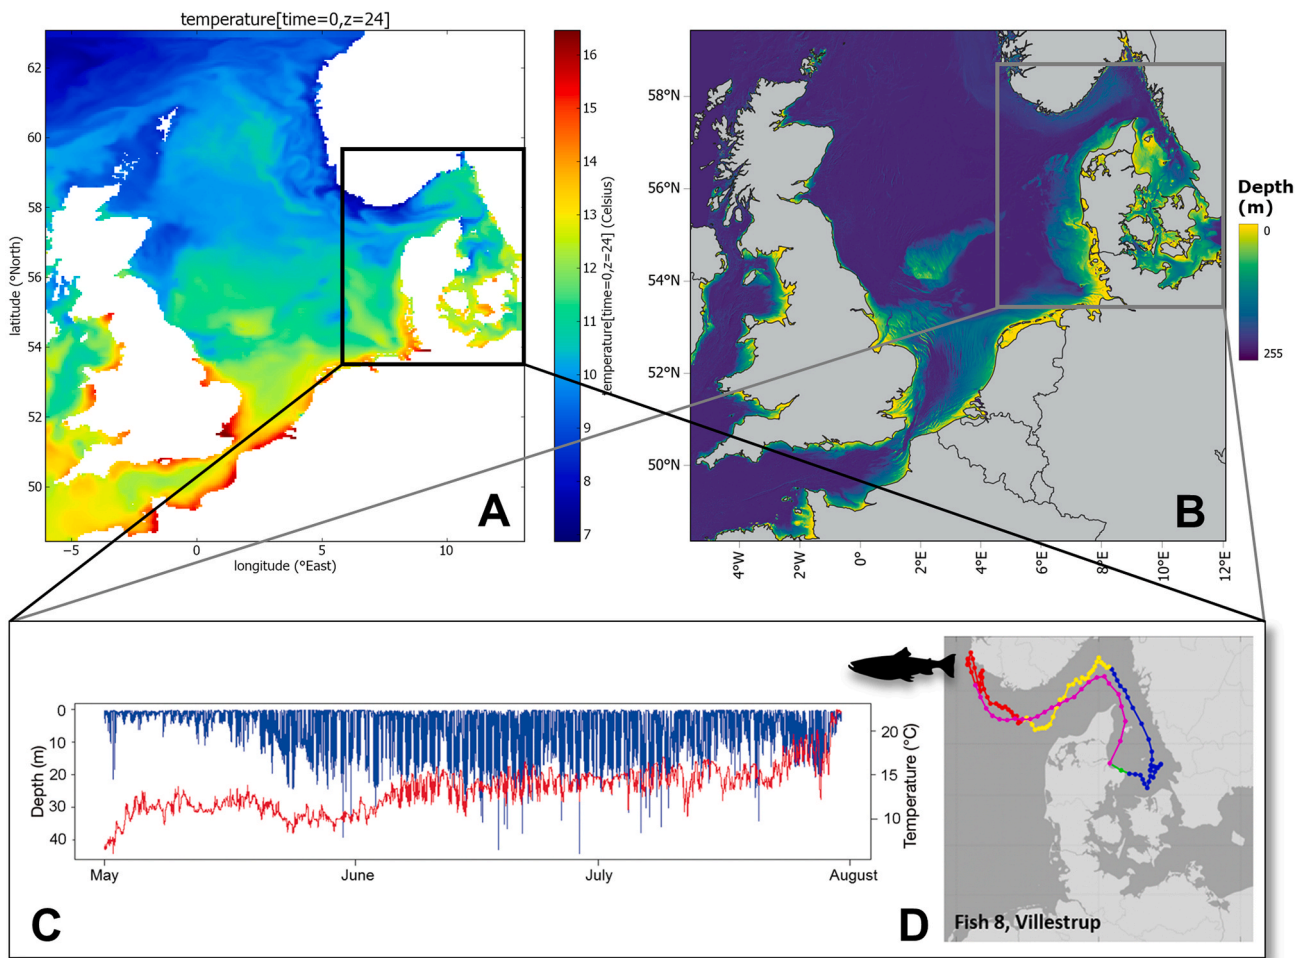 temperature[time=0,z=24]
62
60
58
56
54
52
50
latitude (°North)
−5
0
5
10
longitude (°East)
A
16
15
14
13
12
11
10
9
8
7
temperature[time=0,z=24] (Celsius)
58°N
56°N
54°N
52°N
50°N
4°W
2°W
0°
2°E
4°E
6°E
8°E
10°E
12°E
B
Depth
(m)
0
255
0
10
20
30
40
Depth (m)
20
15
10
Temperature (°C)
May
June
July
August
C
D
Fish 8, Villestrup